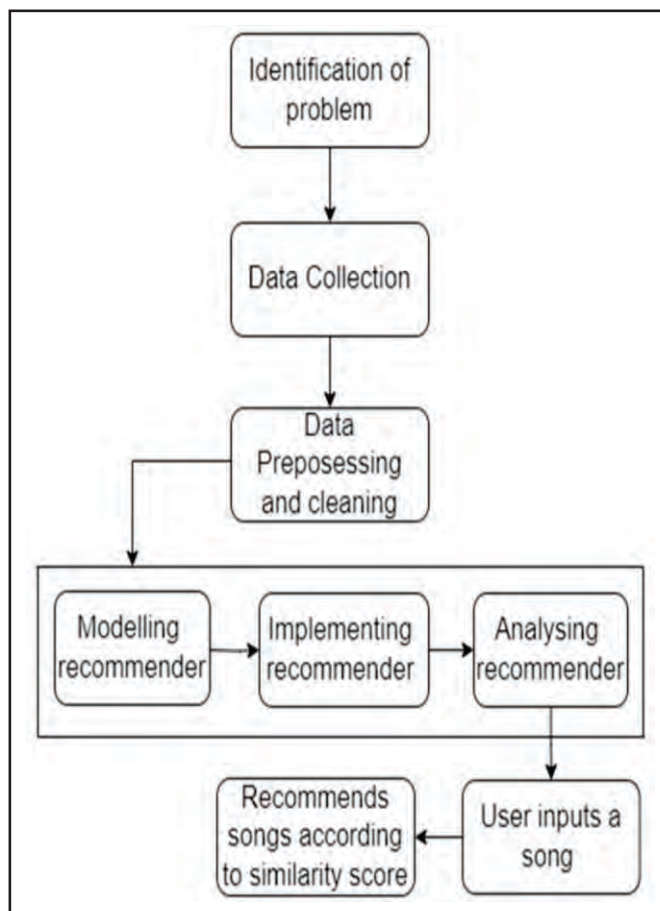 Identification of
problem
Data Collection
Data
Preposessing
and cleaning
Modelling
recommender
Implementing
recommender
Analysing
recommender
User inputs a
song
Recommends
songs according
to similarity score